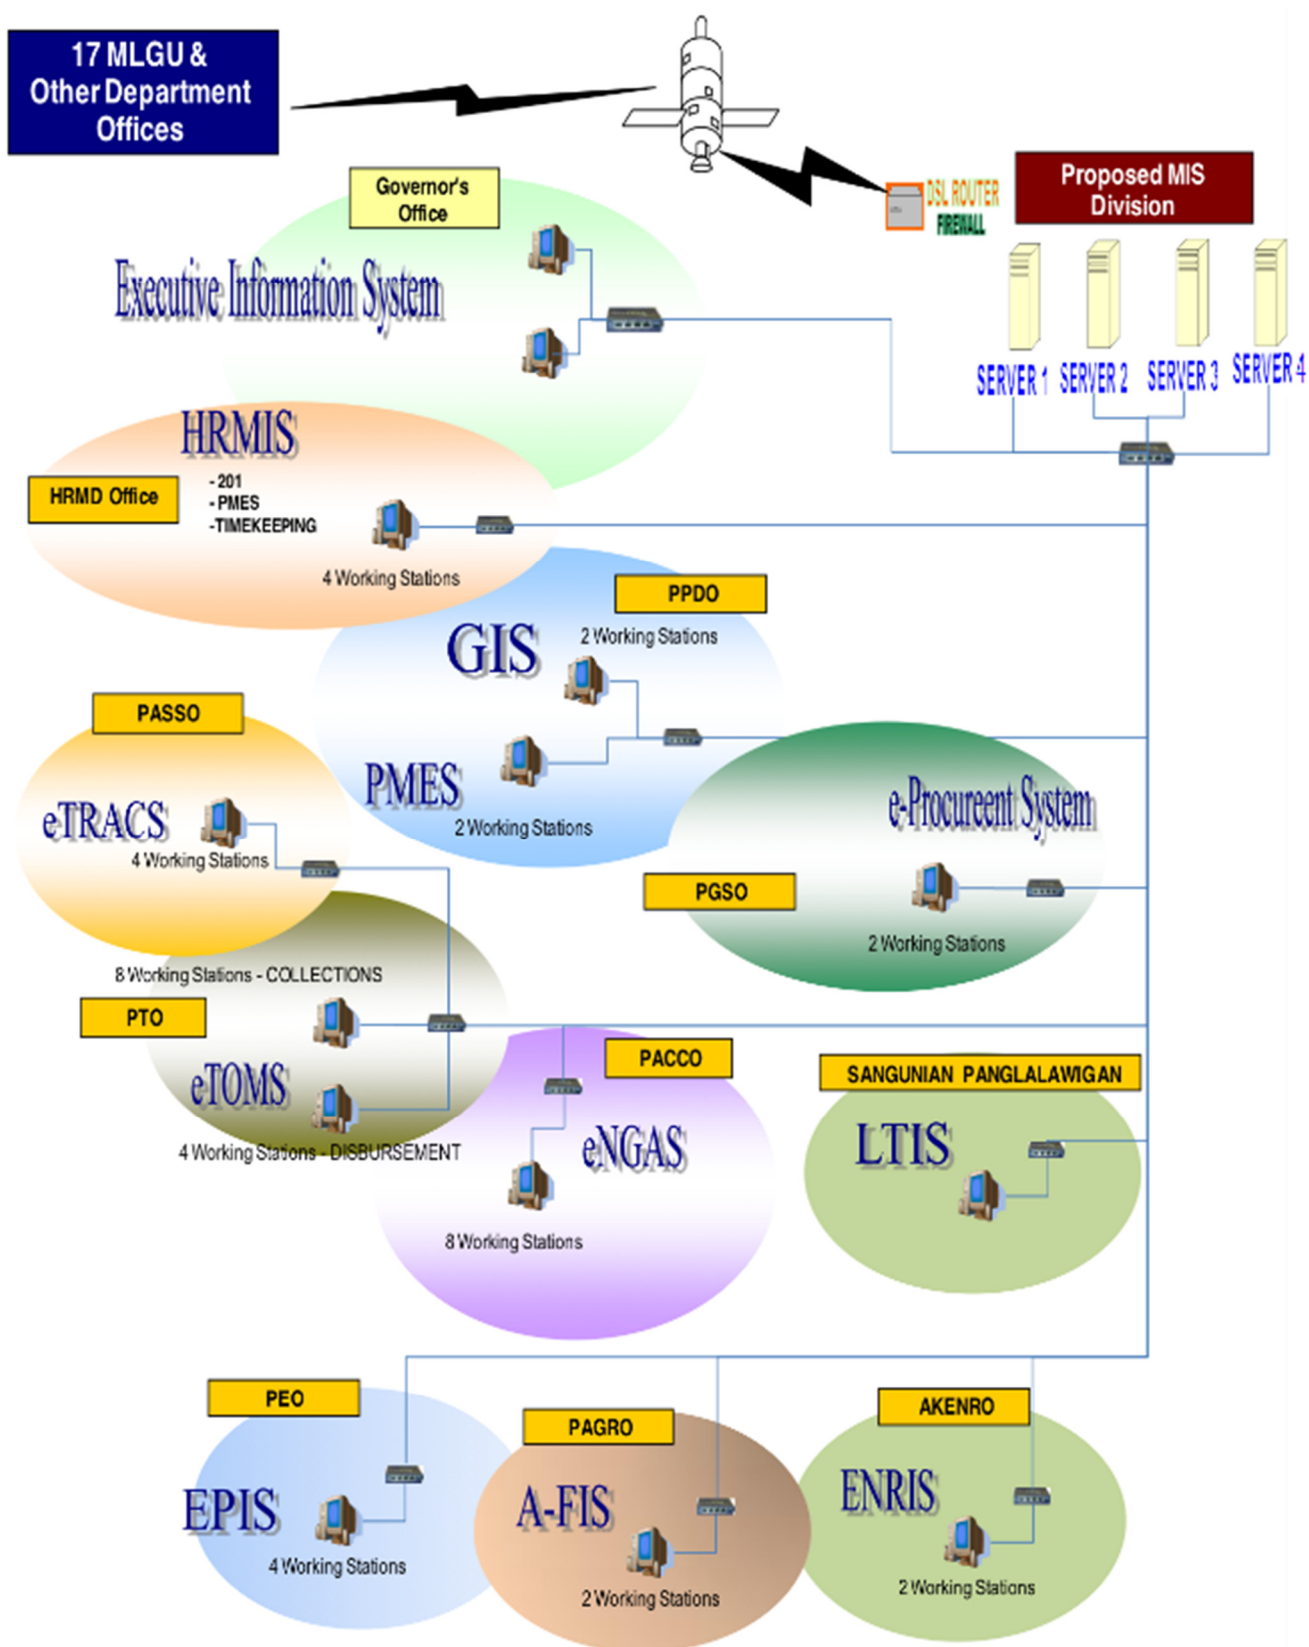 17 MLGU &
Other Department
Offices
DSL ROUTER
FIREWALL
Proposed MIS
Division
Governor's
Office
Executive Information System
SERVER 1
SERVER 2
SERVER 3
SERVER 4
HRMIS
HRMD Office
- 201
- PMES
-TIMEKEEPING
4 Working Stations
PPDO
2 Working Stations
GIS
PMES
2 Working Stations
PASSO
eTRACS
4 Working Stations
e-Procureent System
PGSO
2 Working Stations
8 Working Stations - COLLECTIONS
PTO
eTOMS
4 Working Stations - DISBURSEMENT
PACCO
eNGAS
8 Working Stations
SANGUNIAN PANGLALAWIGAN
LTIS
PEO
EPIS
4 Working Stations
PAGRO
A-FIS
2 Working Stations
AKENRO
ENRIS
2 Working Stations